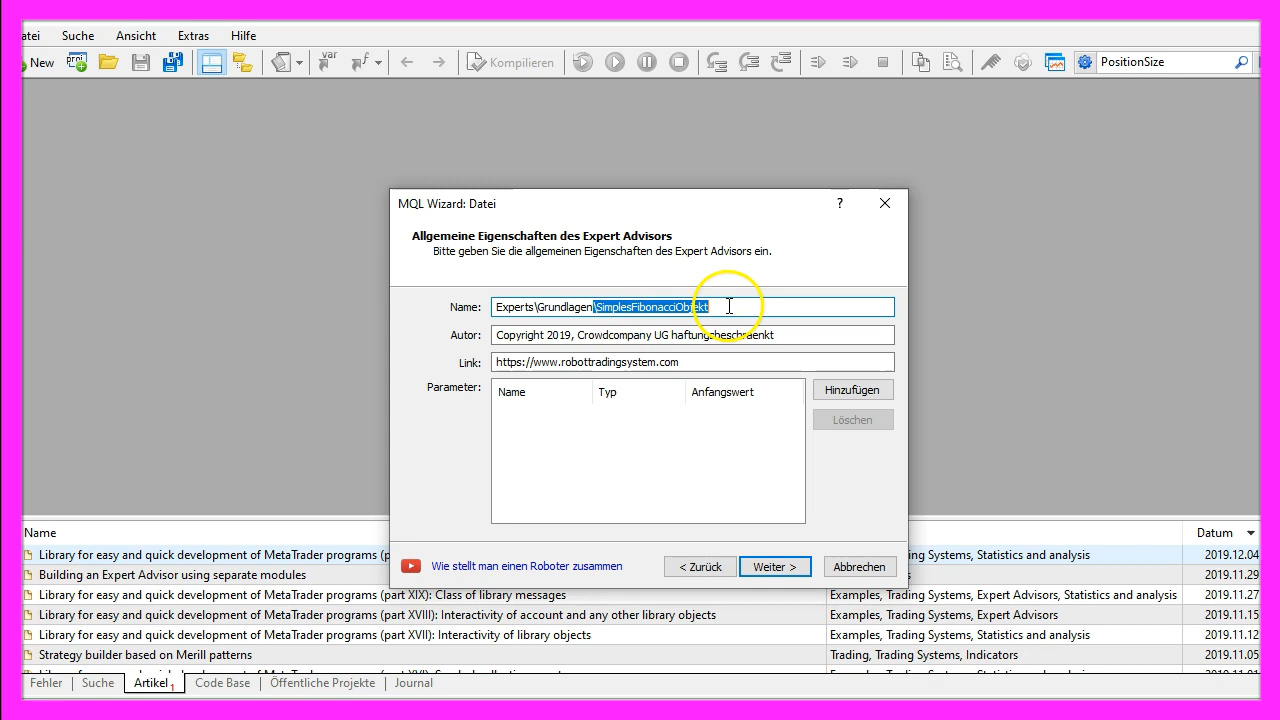 atei Suche Ansicht Extras Hilfe
New var Kompilieren PositionSize
proj
MQL Wizard: Datei ?
Allgemeine Eigenschaften des Expert Advisors
Bitte geben Sie die allgemeinen Eigenschaften des Expert Advisors ein.
Name: Experts\Grundlagen\SimplesFibonacciObjekt
Autor: Copyright 2019, Crowdcompany UG haftungsbeschraenkt
Link: https://www.robottradingsystem.com
Parameter: Name Typ Anfangswert Hinzufügen
Löschen
Wie stellt man einen Roboter zusammen < Zurück Weiter > Abbrechen
Name Datum
Library for easy and quick development of MetaTrader programs (p ng Systems, Statistics and analysis 2019.12.04
Building an Expert Advisor using separate modules s 2019.11.29
Library for easy and quick development of MetaTrader programs (part XIX): Class of library messages Examples, Trading Systems, Expert Advisors, Statistics and analysis 2019.11.27
Library for easy and quick development of MetaTrader programs (part XVIII): Interactivity of account and any other library objects Examples, Trading Systems, Expert Advisors 2019.11.15
Library for easy and quick development of MetaTrader programs (part XVII): Interactivity of library objects Examples, Trading Systems, Statistics and analysis 2019.11.12
Strategy builder based on Merill patterns Trading, Trading Systems, Indicators 2019.11.05
Fehler Suche Artikel 1 Code Base Öffentliche Projekte Journal